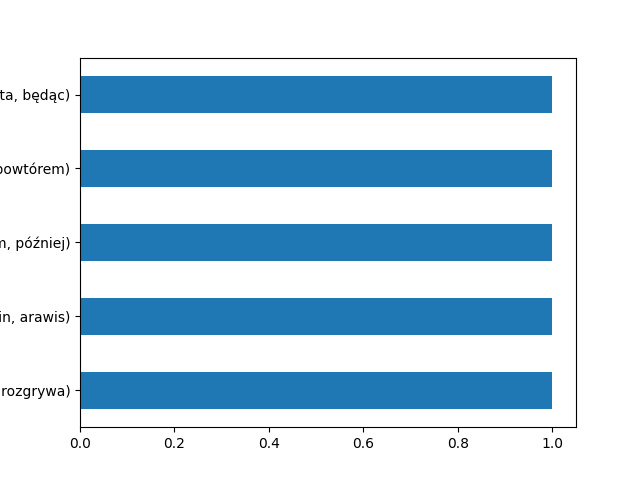 ta, będąc)
powtórem)
m, później)
in, arawis)
rozgrywa)
0.0 0.2 0.4 0.6 0.8 1.0